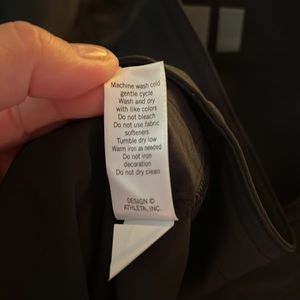 Machine wash cold
gentle cycle
Wash and dry
with like colors
Do not bleach
Do not use fabric
softeners
Tumble dry low
Warm iron as needed
Do not iron
decoration
Do not dry clean
DESIGN ©
ATHLETA, INC.